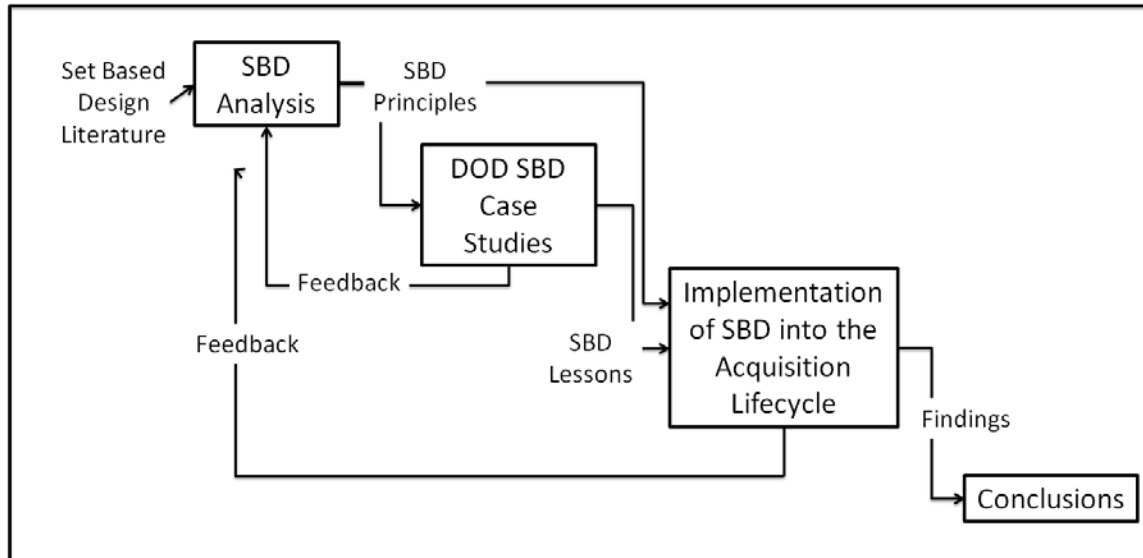 Set Based
Design
Literature
SBD
Analysis
SBD
Principles
DOD SBD
Case
Studies
Feedback
Feedback
SBD
Lessons
Implementation
of SBD into the
Acquisition
Lifecycle
Findings
Conclusions